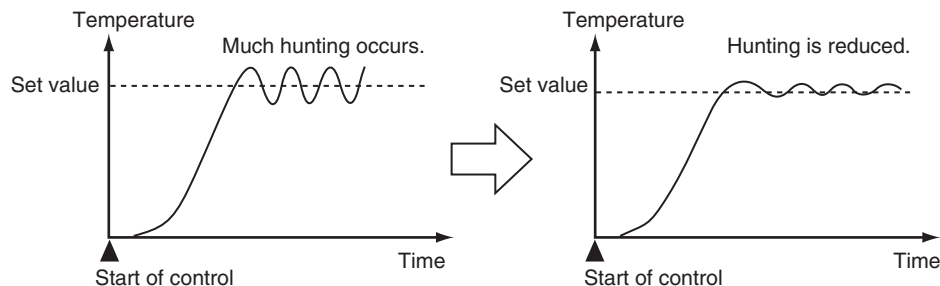 Temperature
Much hunting occurs.
Set value
Time
Start of control
Temperature
Hunting is reduced.
Set value
Time
Start of control